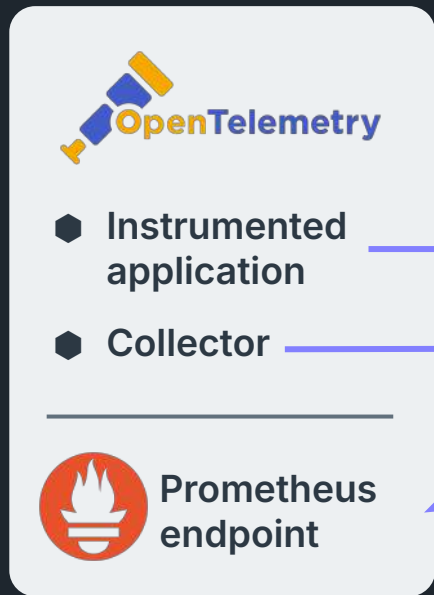 OpenTelemetry
Instrumented
application
Collector
Prometheus
endpoint